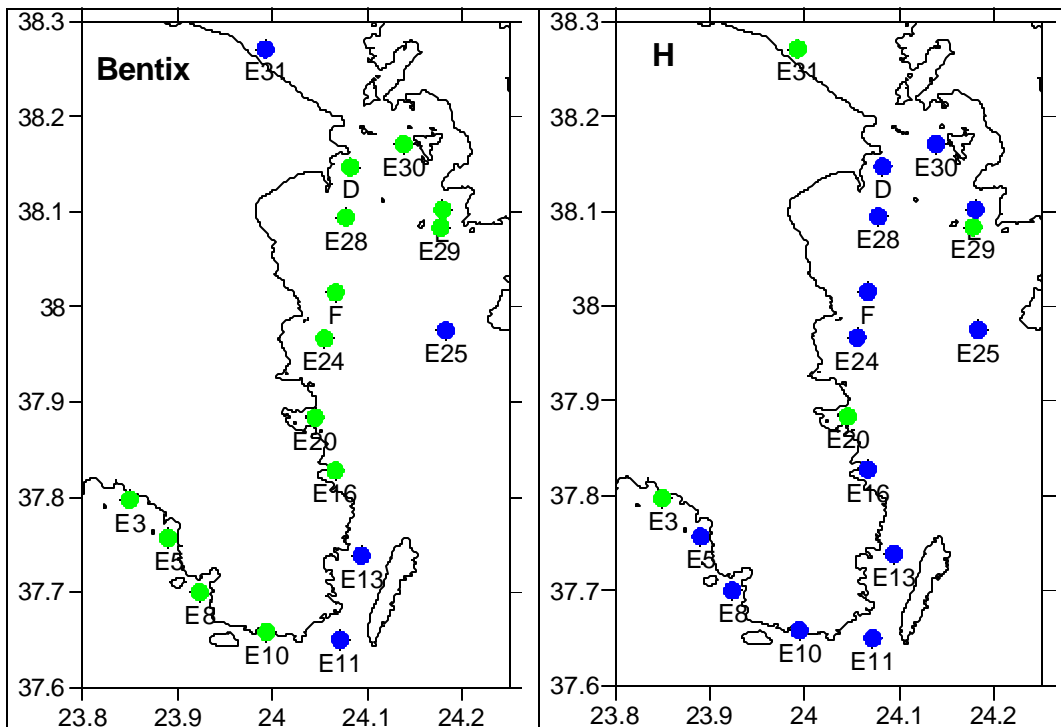 38.3
Bentix
E31
38.2
E30
D
38.1
E28
E29
F
38
E25
E24
37.9
E20
E16
37.8
E3
E5
E13
37.7
E8
E10
E11
37.6
23.8 23.9 24 24.1 24.2
38.3
H
E31
38.2
E30
D
38.1
E28
E29
F
38
E25
E24
37.9
E20
E16
37.8
E3
E5
E13
37.7
E8
E10
E11
37.6
23.8 23.9 24 24.1 24.2